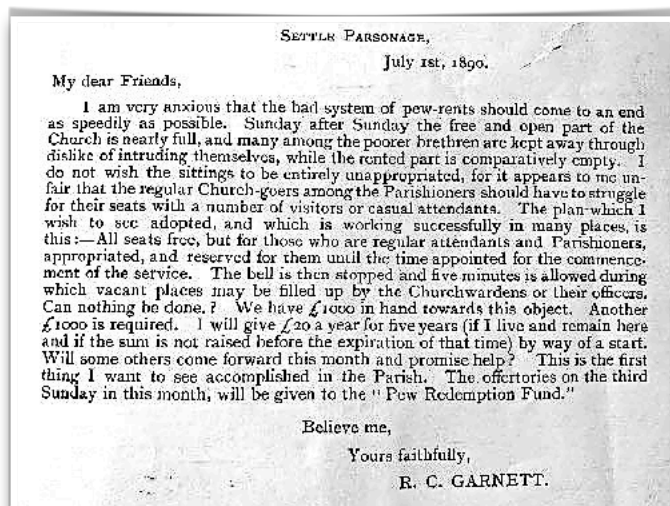 SETTLE PARSONAGE,
July 1st, 1890.
My dear Friends,
I am very anxious that the bad system of pew-rents should come to an end
as speedily as possible. Sunday after Sunday the free and open part of the
Church is nearly full, and many among the poorer brethren are kept away through
dislike of intruding themselves, while the rented part is comparatively empty. I
do not wish the sittings to be entirely unappropriated, for it appears to me un-
fair that the regular Church-goers among the Parishioners should have to struggle
for their seats with a number of visitors or casual attendants. The plan which I
wish to see adopted, and which is working successfully in many places, is
this:—All seats free, but for those who are regular attendants and Parishioners,
appropriated, and reserved for them until the time appointed for the commence-
ment of the service. The bell is then stopped and five minutes is allowed during
which vacant places may be filled up by the Churchwardens or their officers.
Can nothing be done.? We have £1000 in hand towards this object. Another
£1000 is required. I will give £20 a year for five years (if I live and remain here
and if the sum is not raised before the expiration of that time) by way of a start.
Will some others come forward this month and promise help? This is the first
thing I want to see accomplished in the Parish. The offertories on the third
Sunday in this month, will be given to the "Pew Redemption Fund."
Believe me,
Yours faithfully,
R. C. GARNETT.